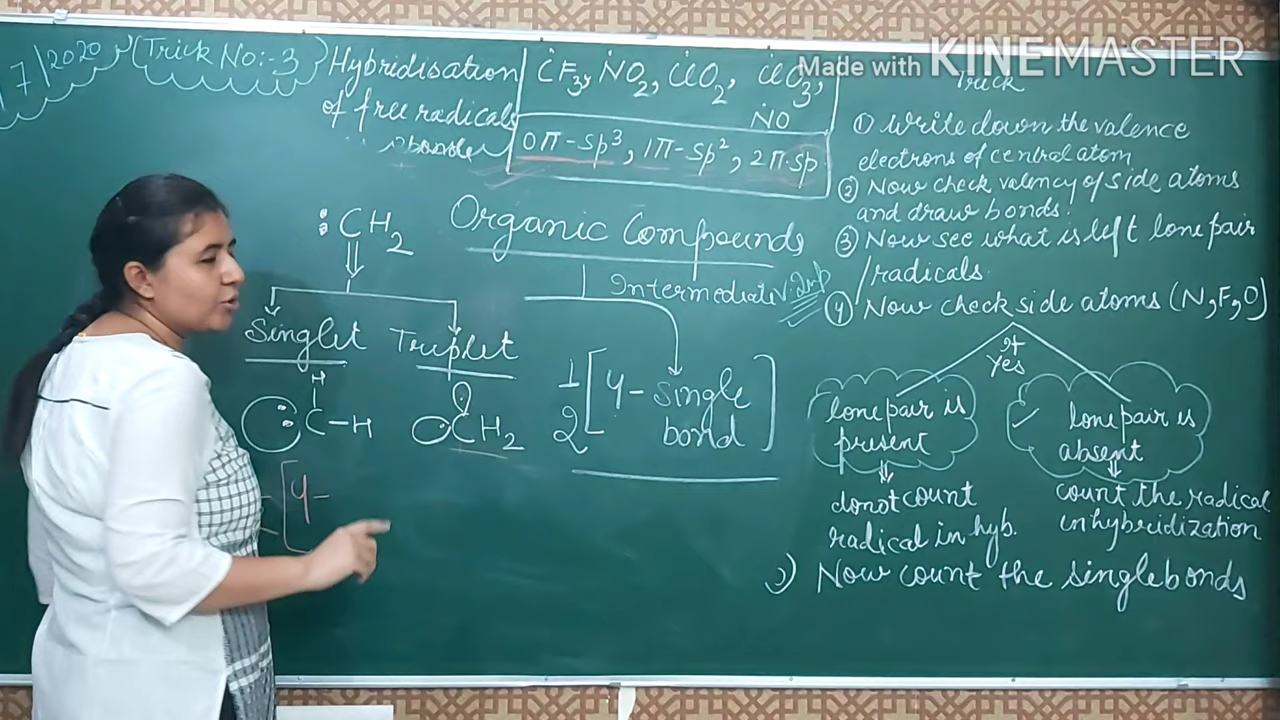 7/2020
(Trick No:-3)
Hybridisation
of free radicals
ĊF3, ṄO2, ĊlO2, ĊlO3,
ṄO
0π-sp3, 1π-sp2, 2π-sp
Made with KINEMASTER
Trick
① Write down the valence
electrons of central atom
② Now check valency of side atoms
and draw bonds.
③ Now see what is left lone pair
/radicals.
④ Now check side atoms (N,F,O)
If
Yes
lone pair is
present
donot count
radical in hyb.
lone pair is
absent
count the radical
in hybridization
Now count the single bonds
:CH2
Singlet
Triplet
H
:C-H
CH2
Organic Compounds
Intermediate V.Imp
1/2 [4-Single
bond]
[4-